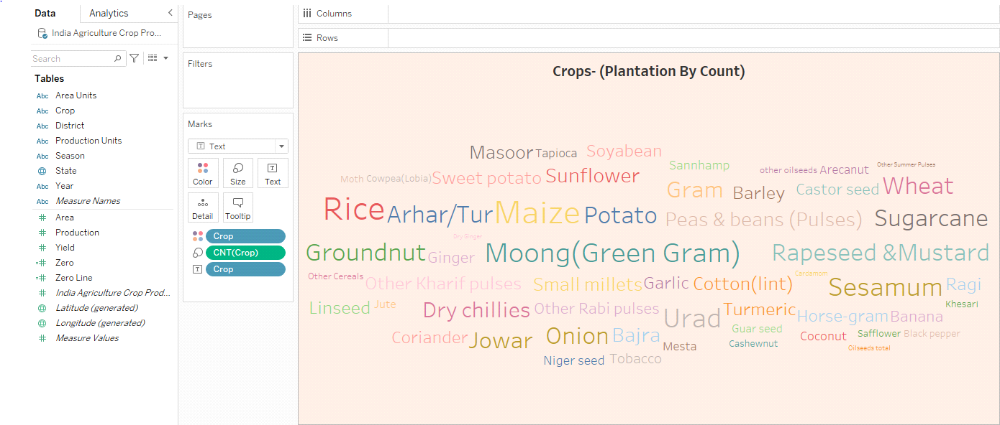 Data
Analytics
India Agriculture Crop Pro...
Search
Tables
Abc Area Units
Abc Crop
Abc District
Abc Production Units
Abc Season
State
Abc Year
Abc Measure Names
Area
Production
Yield
Zero
Zero Line
India Agriculture Crop Prod...
Latitude (generated)
Longitude (generated)
Measure Values
Pages
Filters
Marks
T Text
Color Size Text
Detail Tooltip
Crop
CNT(Crop)
T Crop
Columns
Rows
Crops- (Plantation By Count)
Masoor Tapioca Soyabean
Sannhamp other oilseeds Arecanut Other Summer Pulses
Moth Cowpea(Lobia) Sweet potato Sunflower
Gram Barley Castor seed Wheat
Rice Arhar/Tur Maize Potato Peas & beans (Pulses) Sugarcane
Dry Ginger
Groundnut Ginger Moong(Green Gram) Rapeseed &Mustard
Other Cereals Other Kharif pulses Small millets Garlic Cotton(lint) Cardamom Sesamum Ragi
Linseed Jute Dry chillies Other Rabi pulses Urad Turmeric Horse-gram Banana Khesari
Coriander Jowar Onion Bajra Guar seed Coconut Safflower Black pepper
Mesta Cashewnut Oilseeds total
Niger seed Tobacco